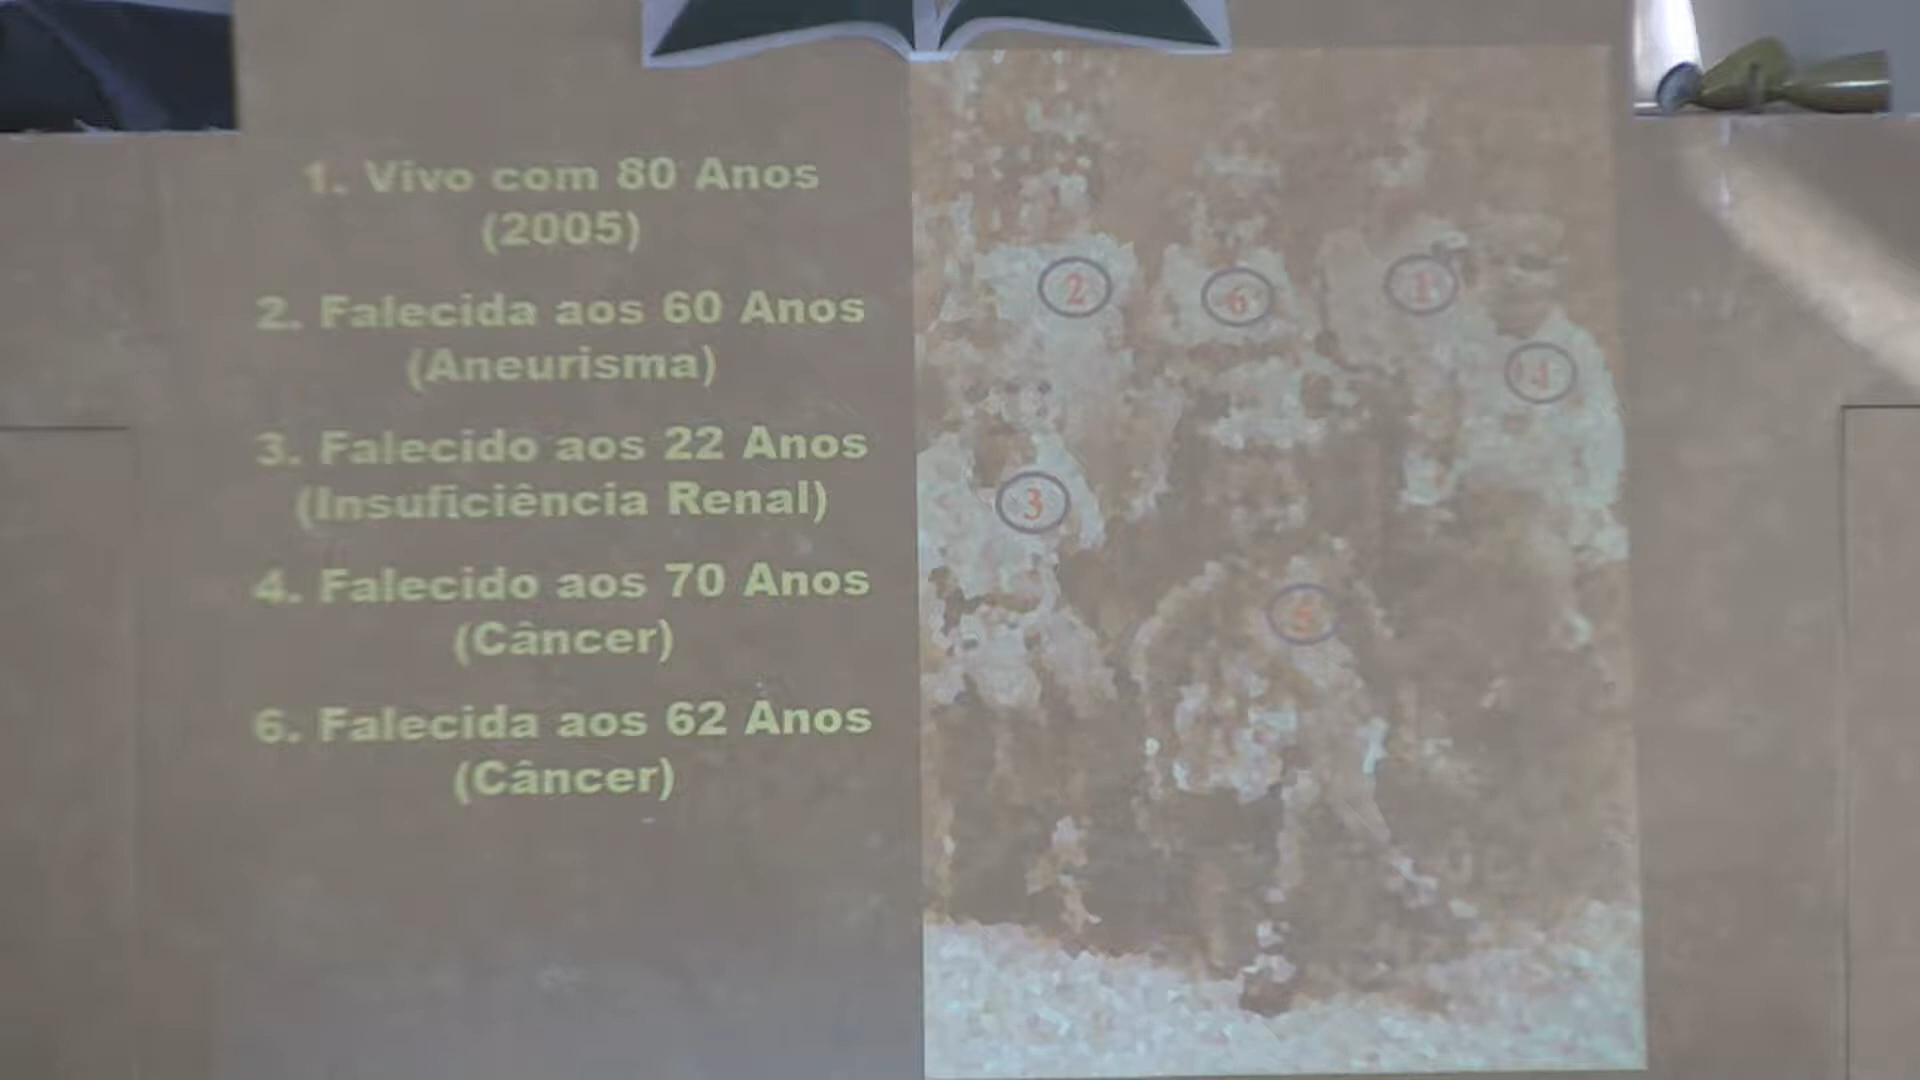 1. Vivo com 80 Anos
(2005)
2. Falecida aos 60 Anos
(Aneurisma)
3. Falecido aos 22 Anos
(Insuficiência Renal)
4. Falecido aos 70 Anos
(Câncer)
6. Falecida aos 62 Anos
(Câncer)
2
6
1
4
3
5